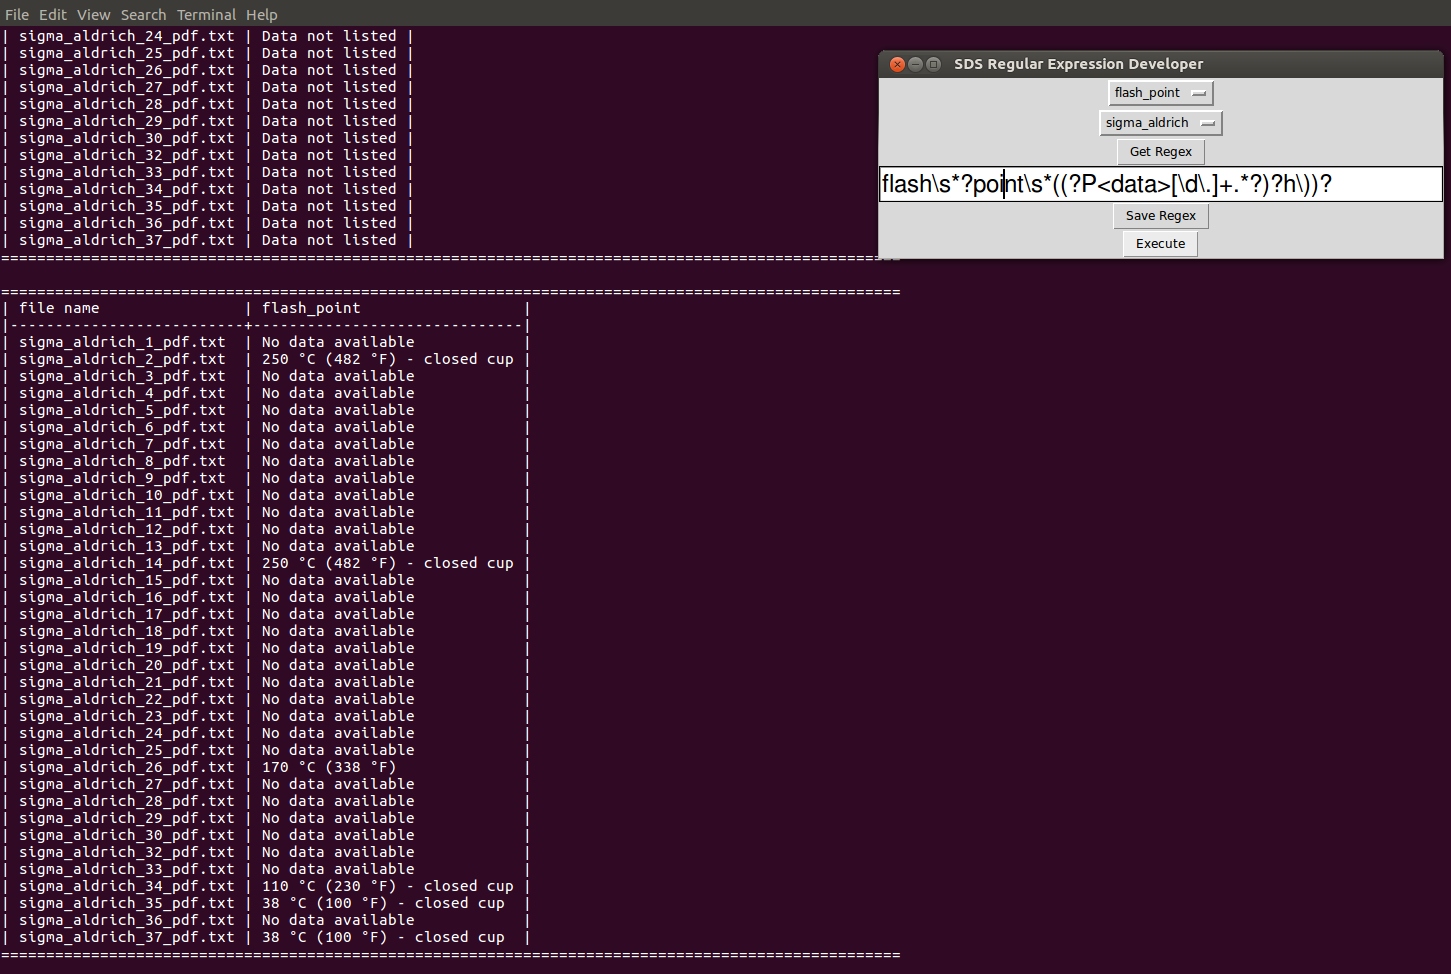 File Edit View Search Terminal Help
| sigma_aldrich_24_pdf.txt | Data not listed |
| sigma_aldrich_25_pdf.txt | Data not listed |
| sigma_aldrich_26_pdf.txt | Data not listed |
| sigma_aldrich_27_pdf.txt | Data not listed |
| sigma_aldrich_28_pdf.txt | Data not listed |
| sigma_aldrich_29_pdf.txt | Data not listed |
| sigma_aldrich_30_pdf.txt | Data not listed |
| sigma_aldrich_32_pdf.txt | Data not listed |
| sigma_aldrich_33_pdf.txt | Data not listed |
| sigma_aldrich_34_pdf.txt | Data not listed |
| sigma_aldrich_35_pdf.txt | Data not listed |
| sigma_aldrich_36_pdf.txt | Data not listed |
| sigma_aldrich_37_pdf.txt | Data not listed |
====================================================================================================
====================================================================================================
| file name                | flash_point                  |
|--------------------------+------------------------------|
| sigma_aldrich_1_pdf.txt  | No data available            |
| sigma_aldrich_2_pdf.txt  | 250 °C (482 °F) - closed cup |
| sigma_aldrich_3_pdf.txt  | No data available            |
| sigma_aldrich_4_pdf.txt  | No data available            |
| sigma_aldrich_5_pdf.txt  | No data available            |
| sigma_aldrich_6_pdf.txt  | No data available            |
| sigma_aldrich_7_pdf.txt  | No data available            |
| sigma_aldrich_8_pdf.txt  | No data available            |
| sigma_aldrich_9_pdf.txt  | No data available            |
| sigma_aldrich_10_pdf.txt | No data available            |
| sigma_aldrich_11_pdf.txt | No data available            |
| sigma_aldrich_12_pdf.txt | No data available            |
| sigma_aldrich_13_pdf.txt | No data available            |
| sigma_aldrich_14_pdf.txt | 250 °C (482 °F) - closed cup |
| sigma_aldrich_15_pdf.txt | No data available            |
| sigma_aldrich_16_pdf.txt | No data available            |
| sigma_aldrich_17_pdf.txt | No data available            |
| sigma_aldrich_18_pdf.txt | No data available            |
| sigma_aldrich_19_pdf.txt | No data available            |
| sigma_aldrich_20_pdf.txt | No data available            |
| sigma_aldrich_21_pdf.txt | No data available            |
| sigma_aldrich_22_pdf.txt | No data available            |
| sigma_aldrich_23_pdf.txt | No data available            |
| sigma_aldrich_24_pdf.txt | No data available            |
| sigma_aldrich_25_pdf.txt | No data available            |
| sigma_aldrich_26_pdf.txt | 170 °C (338 °F)              |
| sigma_aldrich_27_pdf.txt | No data available            |
| sigma_aldrich_28_pdf.txt | No data available            |
| sigma_aldrich_29_pdf.txt | No data available            |
| sigma_aldrich_30_pdf.txt | No data available            |
| sigma_aldrich_32_pdf.txt | No data available            |
| sigma_aldrich_33_pdf.txt | No data available            |
| sigma_aldrich_34_pdf.txt | 110 °C (230 °F) - closed cup |
| sigma_aldrich_35_pdf.txt | 38 °C (100 °F) - closed cup  |
| sigma_aldrich_36_pdf.txt | No data available            |
| sigma_aldrich_37_pdf.txt | 38 °C (100 °F) - closed cup  |
====================================================================================================
SDS Regular Expression Developer
flash_point
sigma_aldrich
Get Regex
flash\s*?point\s*((?P<data>[\d\.]+.*?)?h\))?
Save Regex
Execute